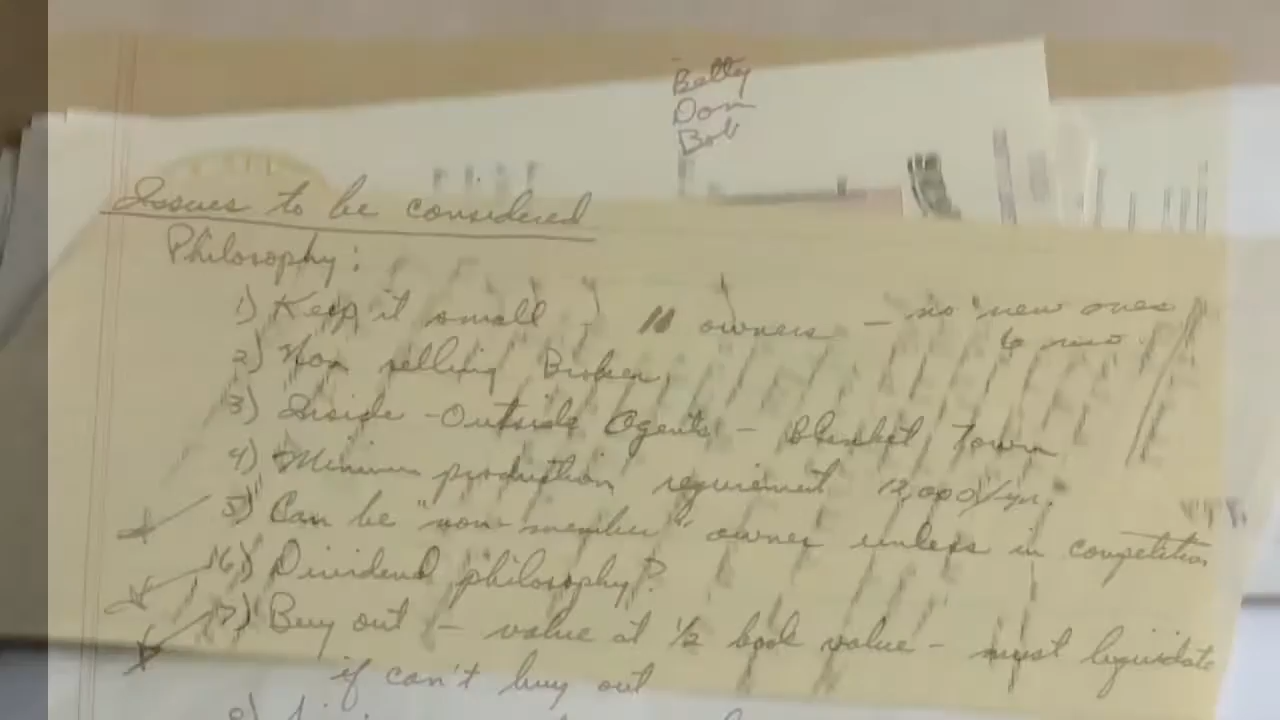 Betty
Don
Bob
Issues to be considered
Philosophy:
1) Keep it small } 10 owners - no new ones
6 mo.
2) Non selling Broker
3) Inside - Outside Agents - Blanket Town
4) Minimum production requirement 12,000/yr.
5) Can be "non member" owner unless in competition
6) Dividend philosophy?
7) Buy out - value at 1/2 book value - must liquidate
if can't buy out
8)